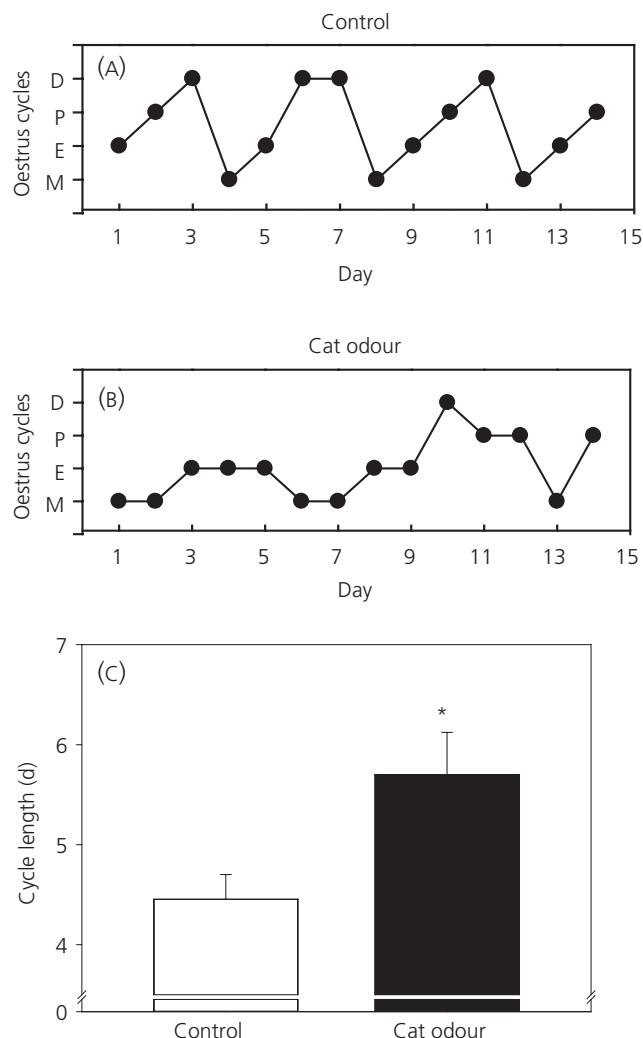 Control
(A)
Oestrus cycles
D
P
E
M
1 3 5 7 9 11 13 15
Day
Cat odour
(B)
Oestrus cycles
D
P
E
M
1 3 5 7 9 11 13 15
Day
(C)
Cycle length (d)
7
6
5
4
0
*
Control Cat odour